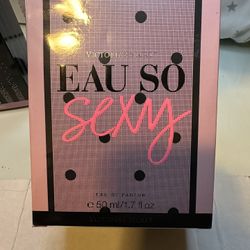 VICTORIA'S SECRET
EAU SO
sexy
EAU DE PARFUM
e 50 ml/1.7 fl oz